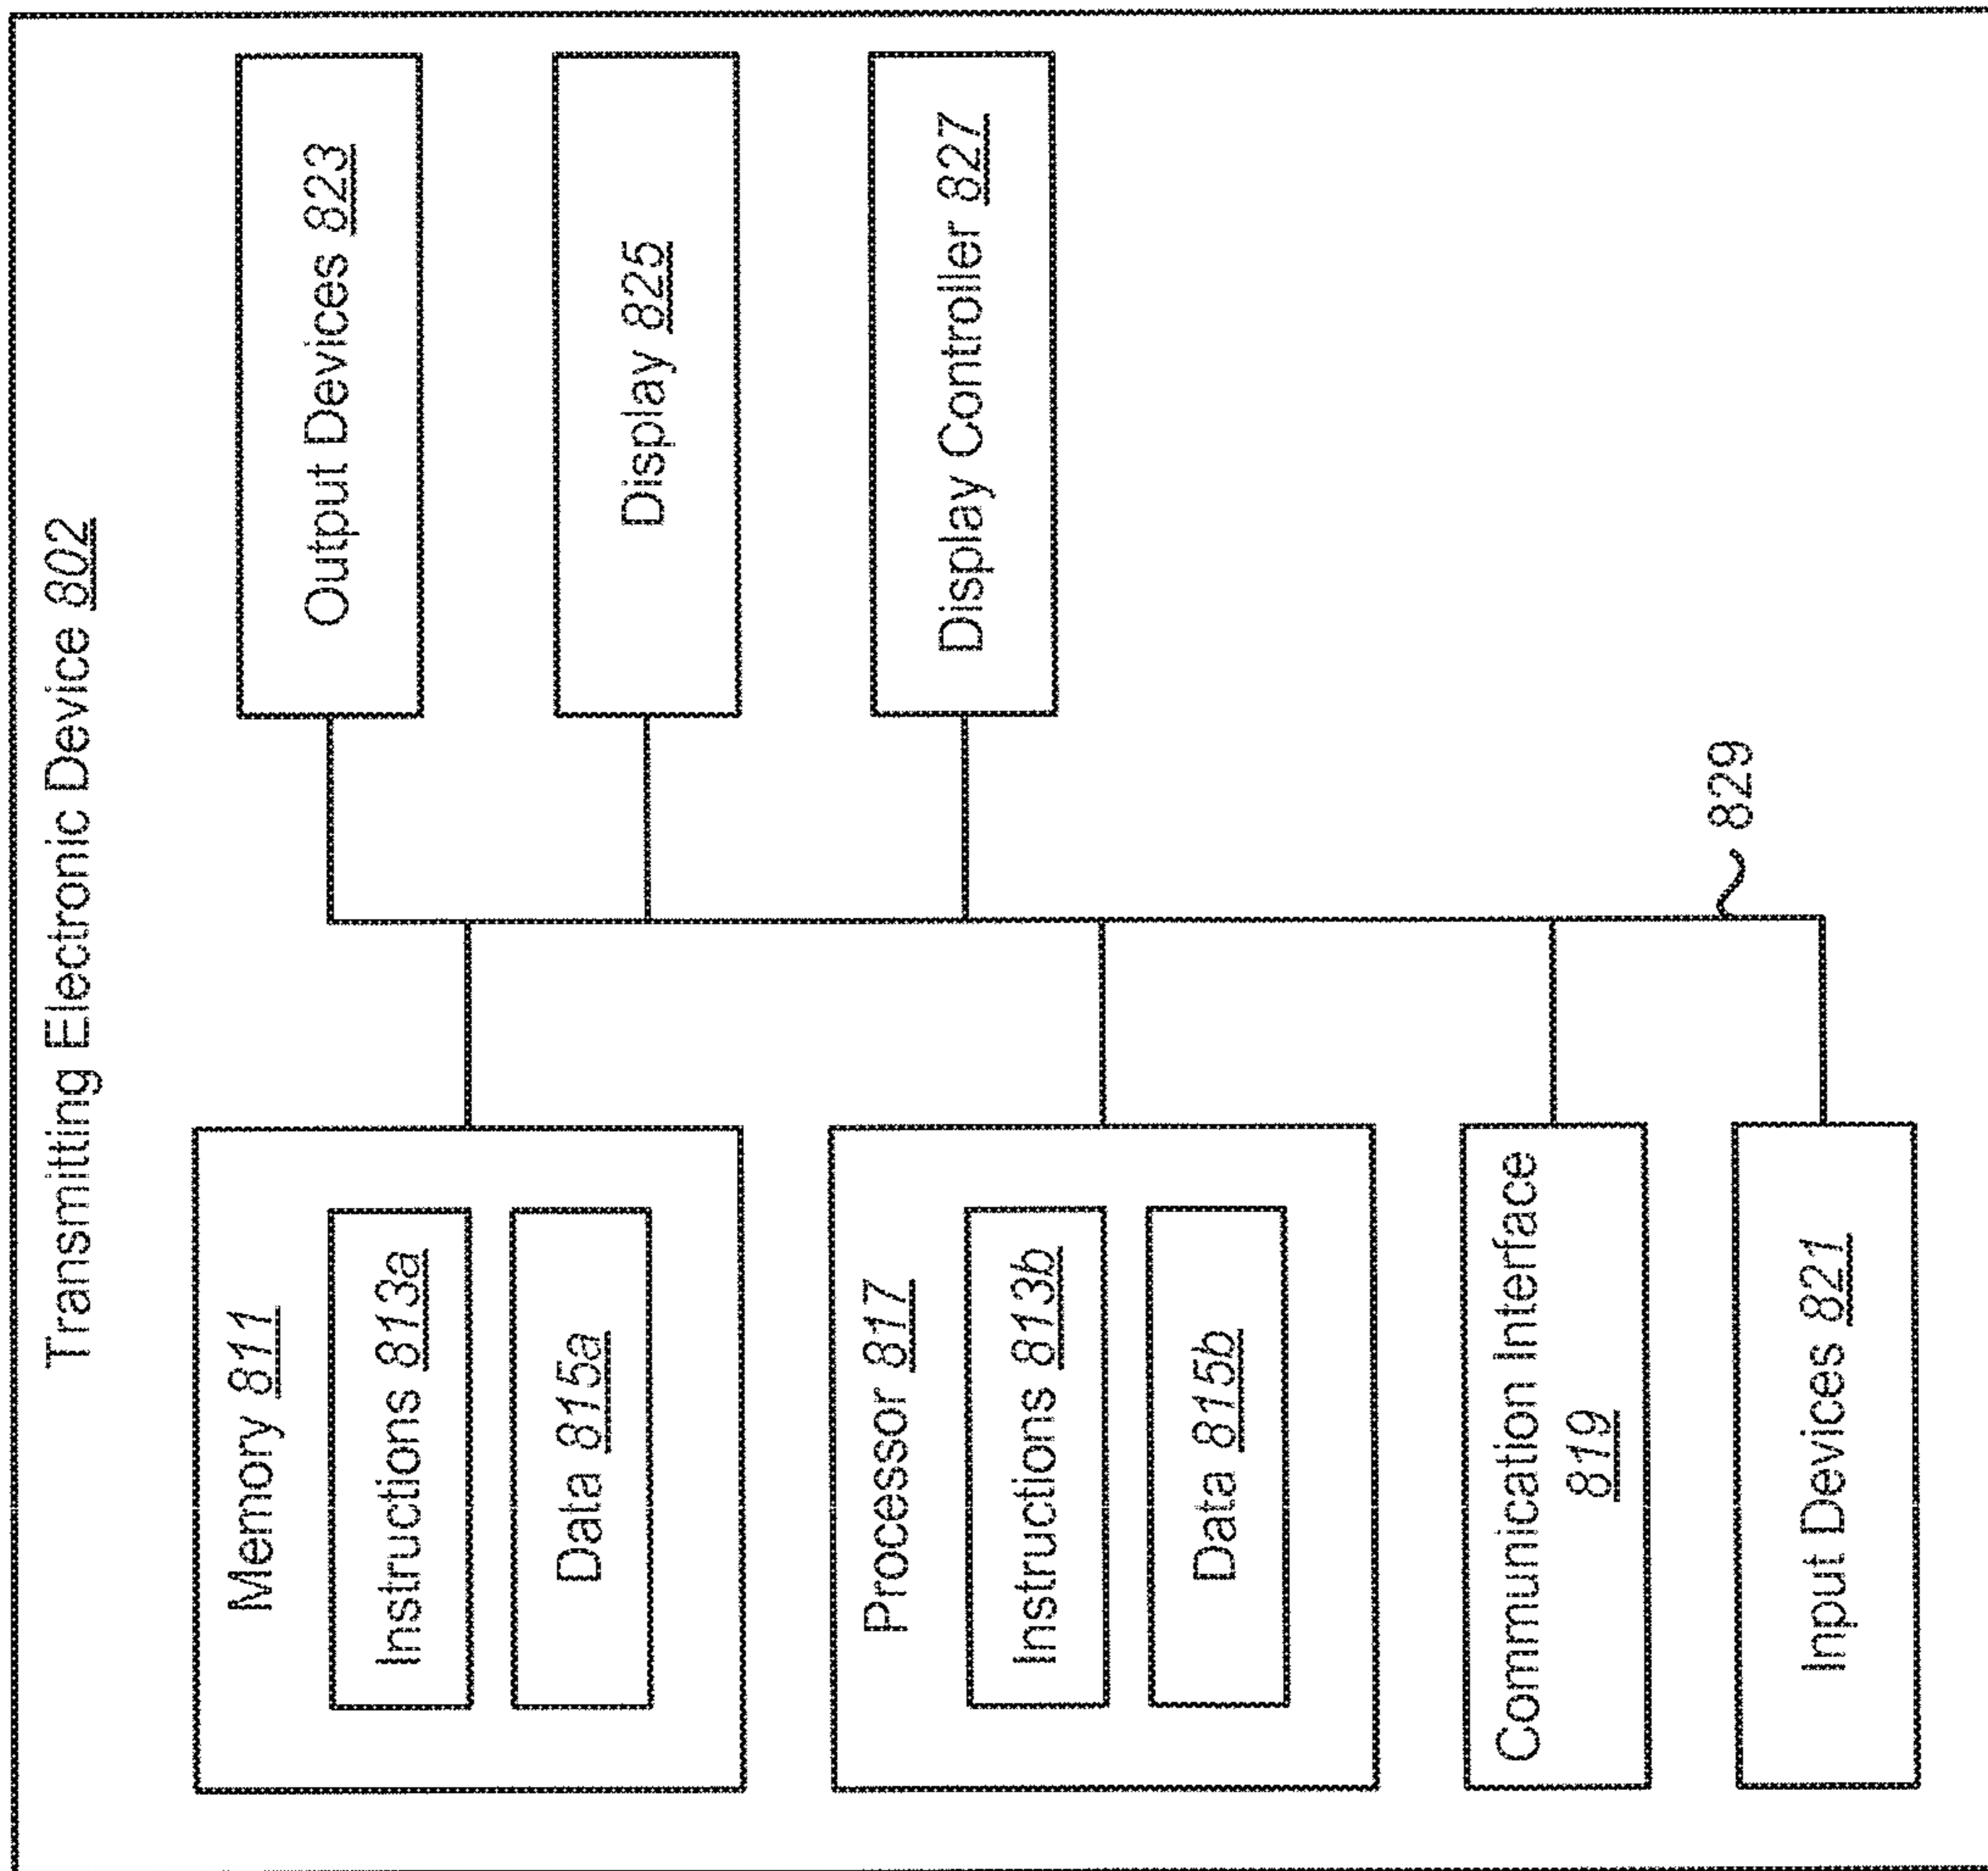 Transmitting Electronic Device 802
Memory 811
Instructions 813a
Data 815a
Processor 817
Instructions 813b
Data 815b
Communication Interface
819
Input Devices 821
Output Devices 823
Display 825
Display Controller 827
829